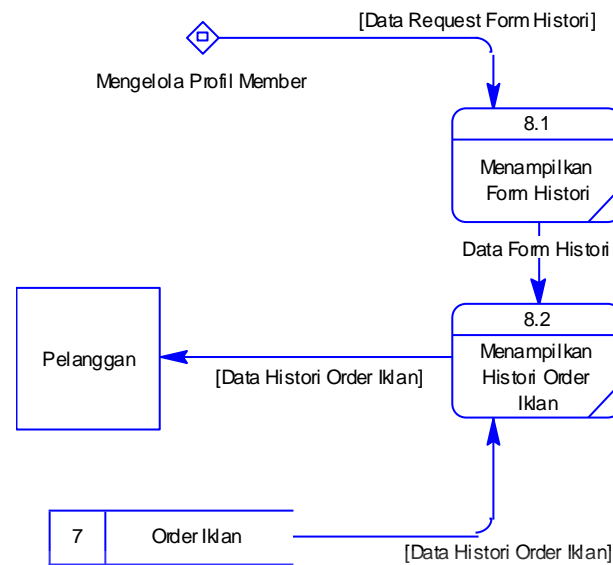 [Data Request Form Histori]
Mengelola Profil Member
8.1
Menampilkan
Form Histori
Data Form Histori
8.2
Menampilkan
Histori Order
Iklan
Pelanggan
[Data Histori Order Iklan]
7
Order Iklan
[Data Histori Order Iklan]